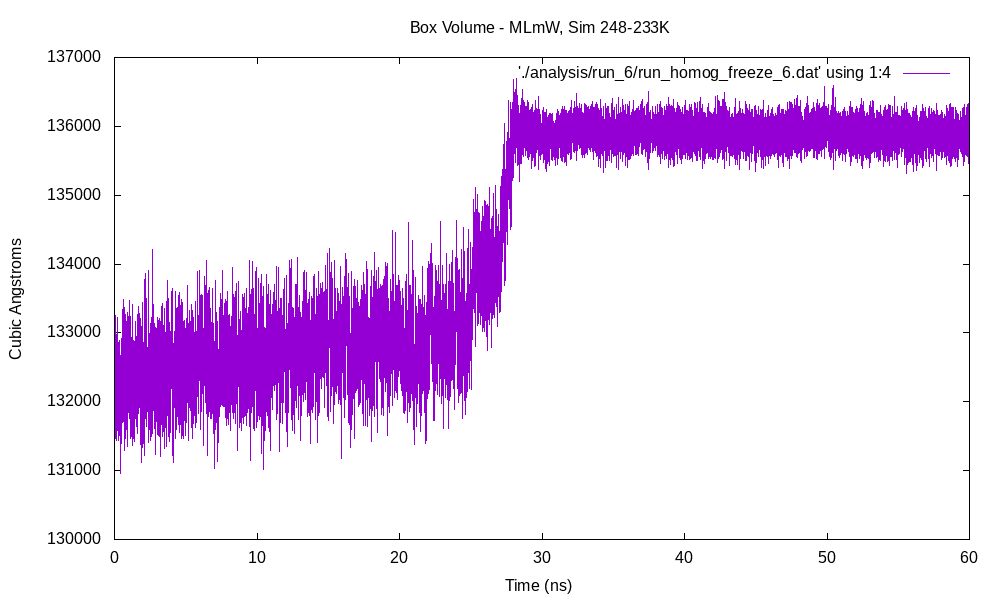 Box Volume - MLmW, Sim 248-233K
'./analysis/run_6/run_homog_freeze_6.dat' using 1:4
137000
136000
135000
134000
133000
132000
131000
130000
Cubic Angstroms
0 10 20 30 40 50 60
Time (ns)